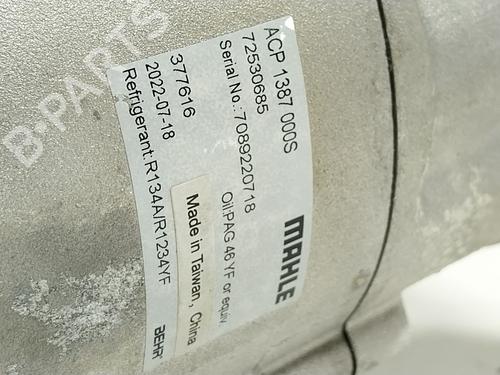 B-PARTS
ACP 1387 000S
72530685
Serial No.:7089220718
377616
2022-07-18
Refrigerant:R134A/R1234YF
Oil:PAG 46 YF or equiv.
Made in Taiwan, China
MAHLE
BEHR